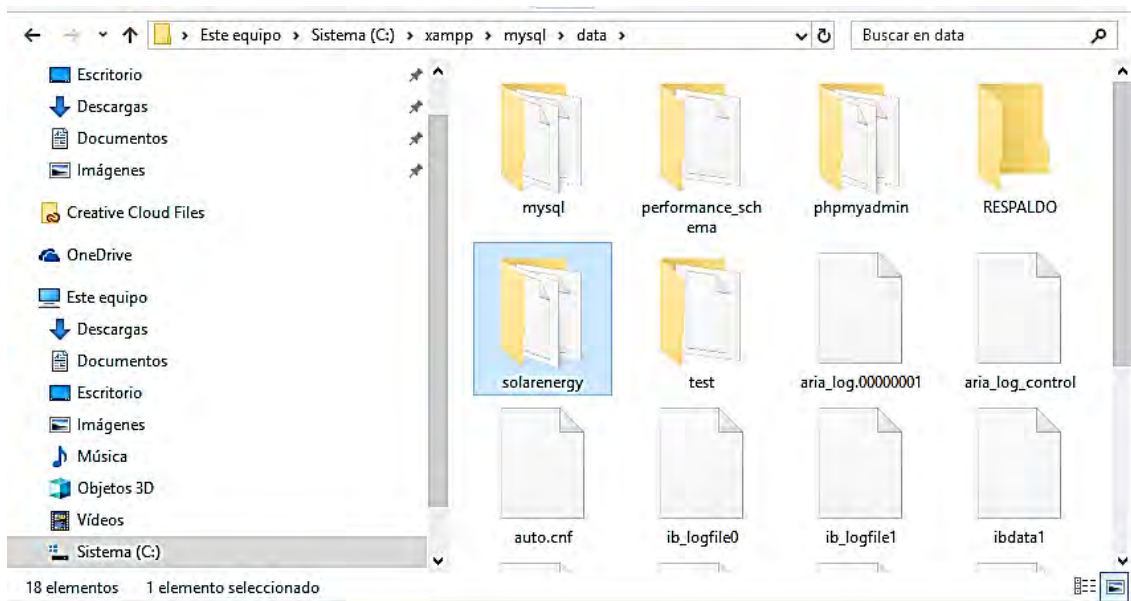 Este equipo > Sistema (C:) > xampp > mysql > data >
Buscar en data
Escritorio
Descargas
Documentos
Imágenes
Creative Cloud Files
OneDrive
Este equipo
Descargas
Documentos
Escritorio
Imágenes
Música
Objetos 3D
Vídeos
Sistema (C:)
mysql
performance_sch
ema
phpmyadmin
RESPALDO
solarenergy
test
aria_log.00000001
aria_log_control
auto.cnf
ib_logfile0
ib_logfile1
ibdata1
18 elementos 1 elemento seleccionado